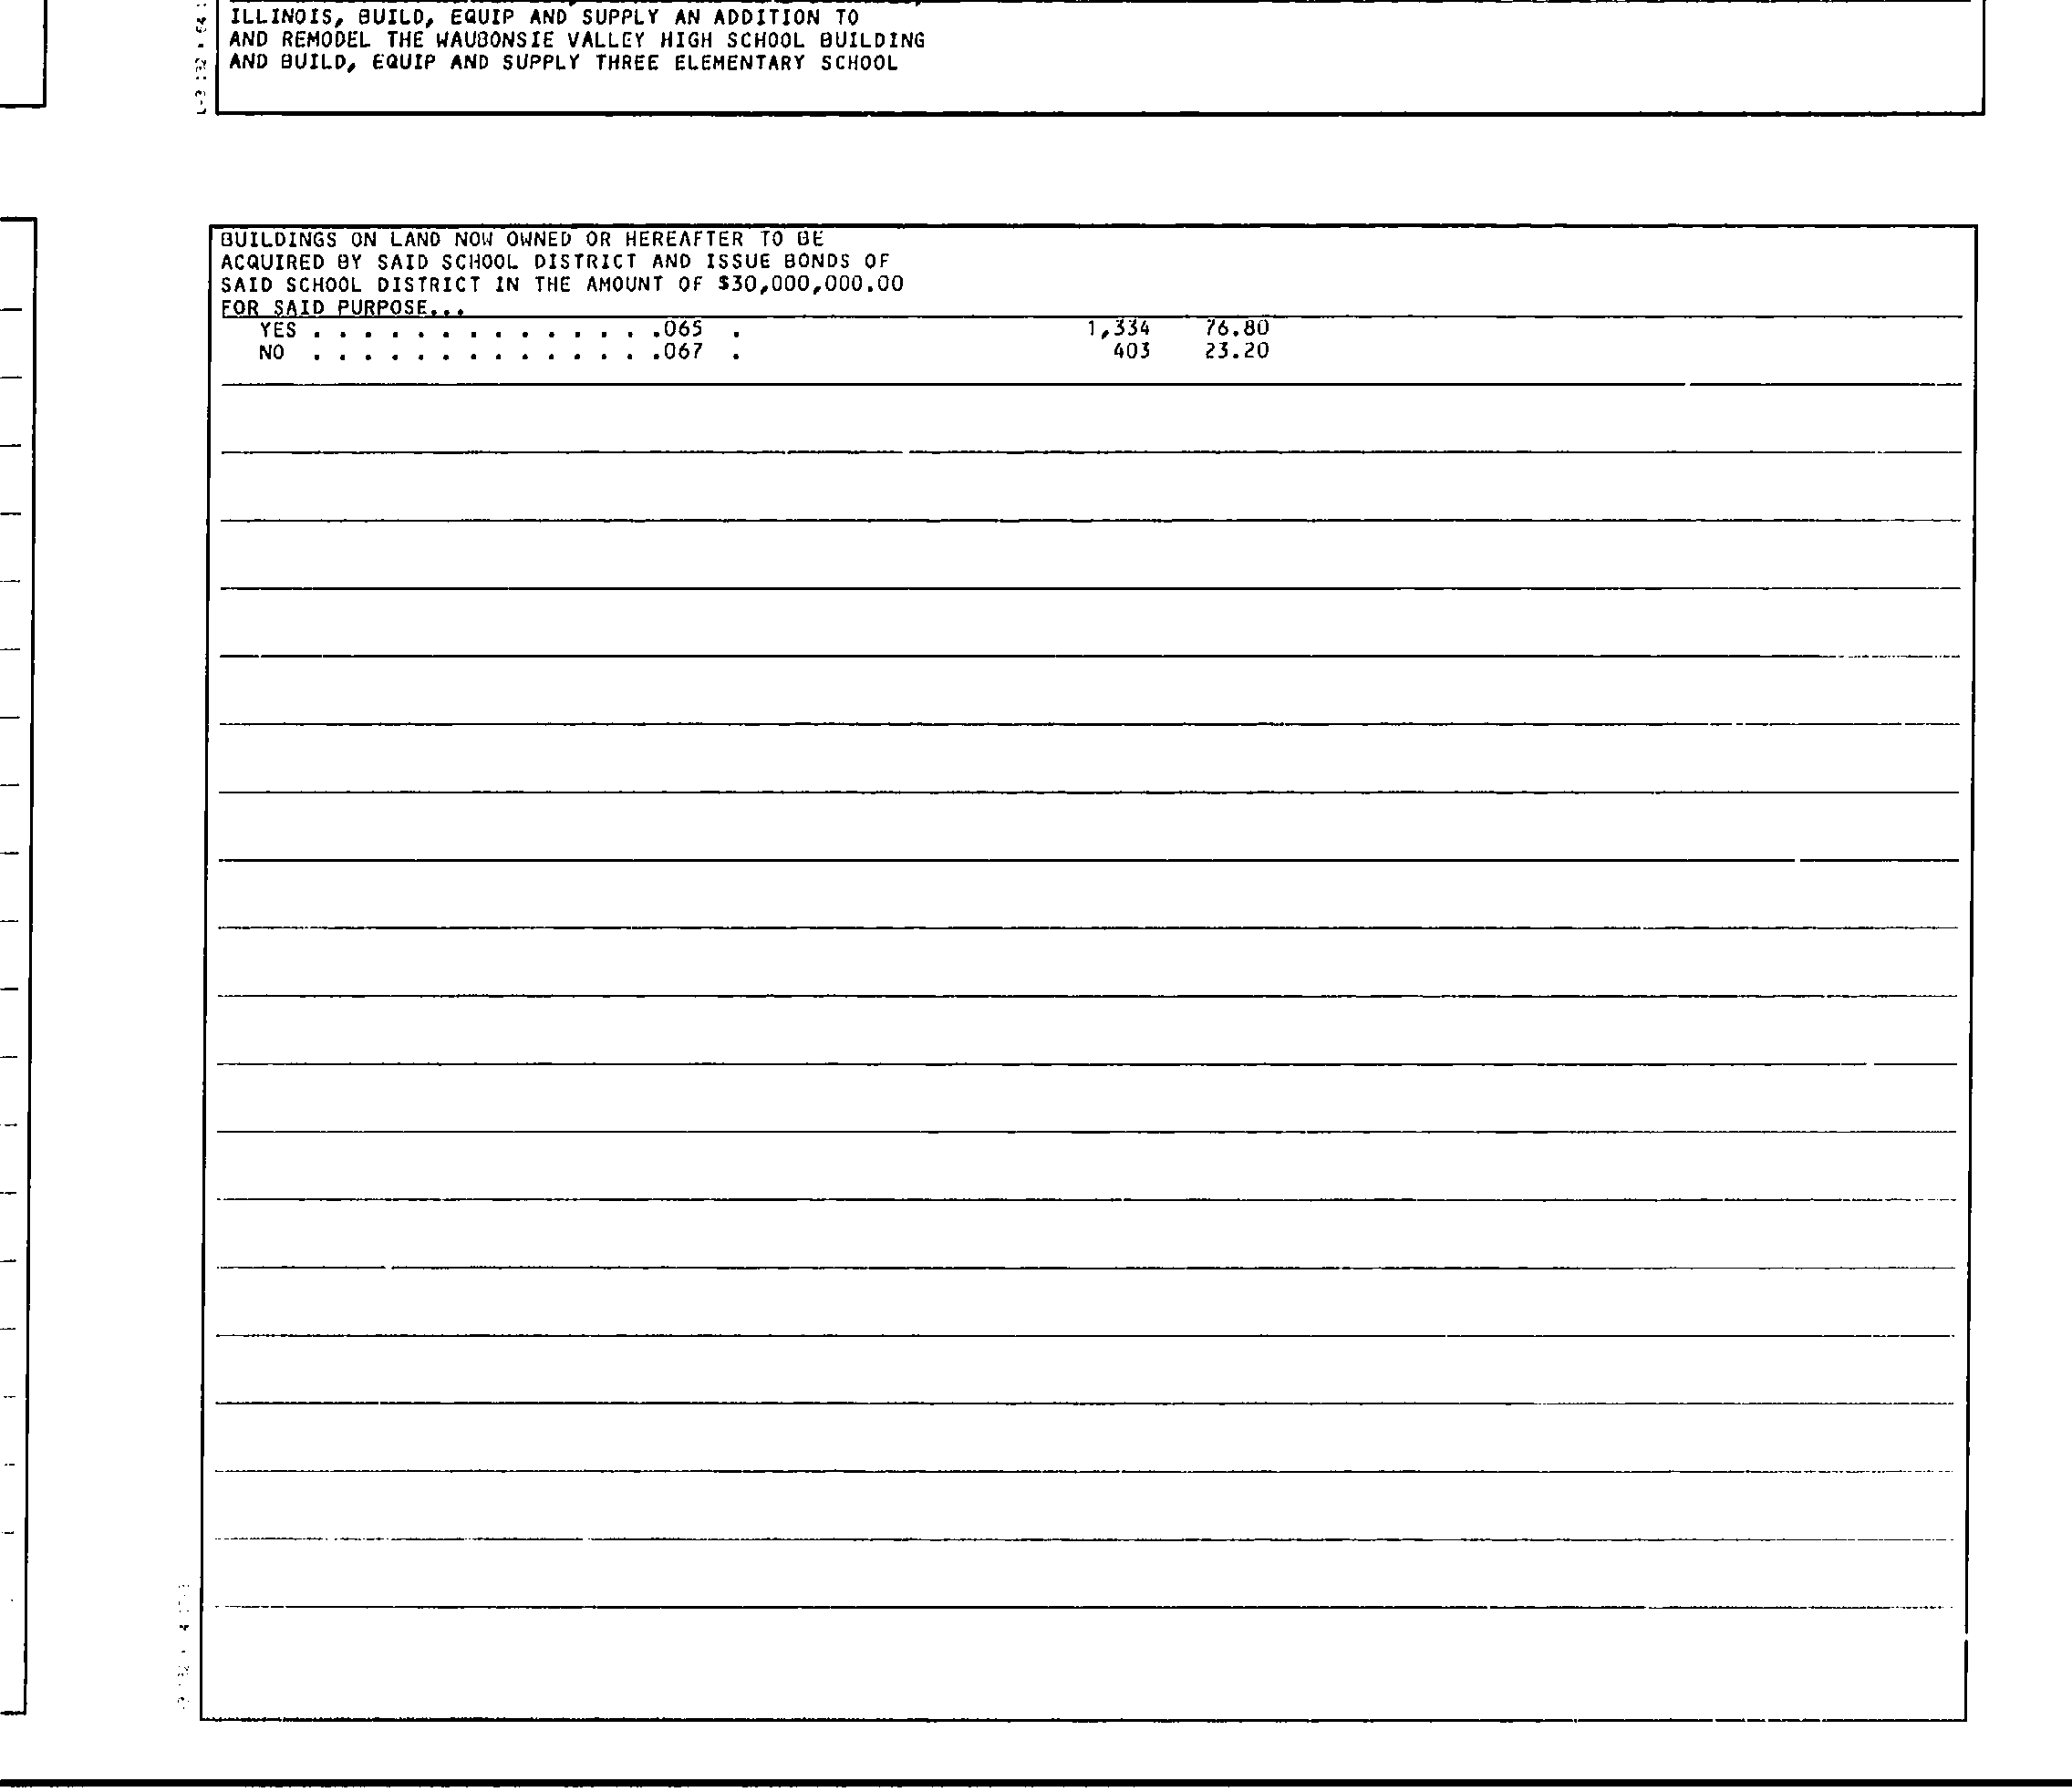 ILLINOIS, BUILD, EQUIP AND SUPPLY AN ADDITION TO
AND REMODEL THE WAUBONSIE VALLEY HIGH SCHOOL BUILDING
AND BUILD, EQUIP AND SUPPLY THREE ELEMENTARY SCHOOL
BUILDINGS ON LAND NOW OWNED OR HEREAFTER TO BE
ACQUIRED BY SAID SCHOOL DISTRICT AND ISSUE BONDS OF
SAID SCHOOL DISTRICT IN THE AMOUNT OF $30,000,000.00
FOR SAID PURPOSE...
YES . . . . . . . . . . . . . .065 . 1,334 76.80
NO . . . . . . . . . . . . . .067 . 403 23.20